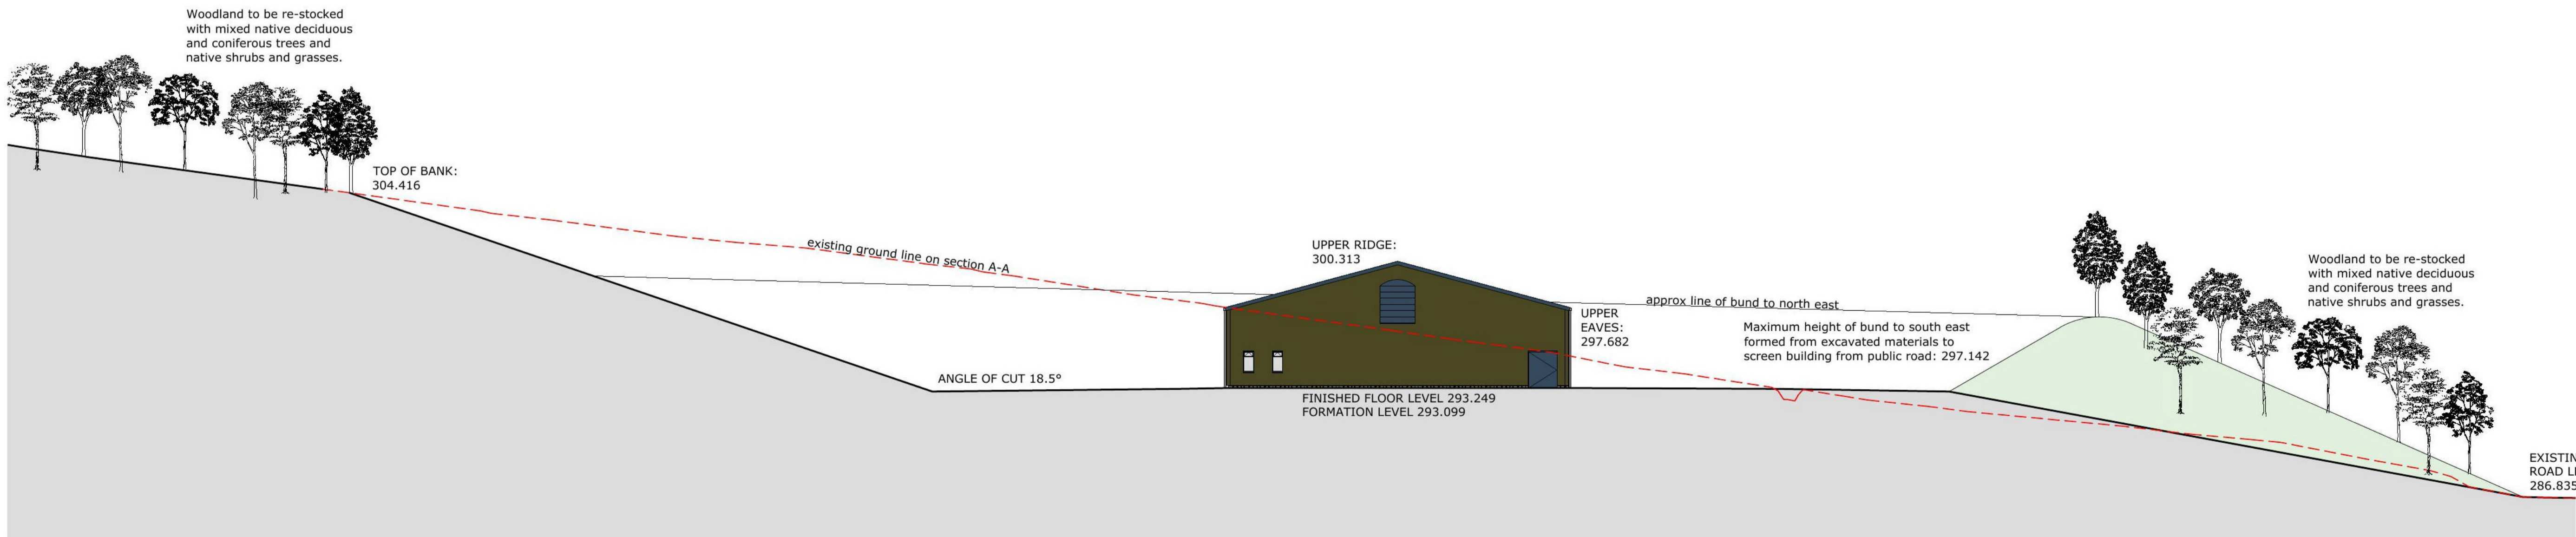 Woodland to be re-stocked
with mixed native deciduous
and coniferous trees and
native shrubs and grasses.
TOP OF BANK:
304.416
existing ground line on section A-A
ANGLE OF CUT 18.5°
UPPER RIDGE:
300.313
UPPER
EAVES:
297.682
FINISHED FLOOR LEVEL 293.249
FORMATION LEVEL 293.099
approx line of bund to north east
Maximum height of bund to south east
formed from excavated materials to
screen building from public road: 297.142
Woodland to be re-stocked
with mixed native deciduous
and coniferous trees and
native shrubs and grasses.
EXISTIN
ROAD L
286.835